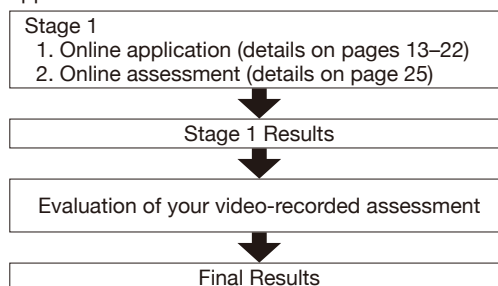 Stage 1
1. Online application (details on pages 13–22)
2. Online assessment (details on page 25)
Stage 1 Results
Evaluation of your video-recorded assessment
Final Results